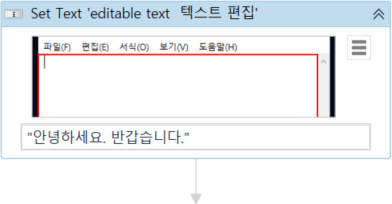 Set Text 'editable text  텍스트 편집'
파일(F) 편집(E) 서식(O) 보기(V) 도움말(H)
"안녕하세요. 반갑습니다."